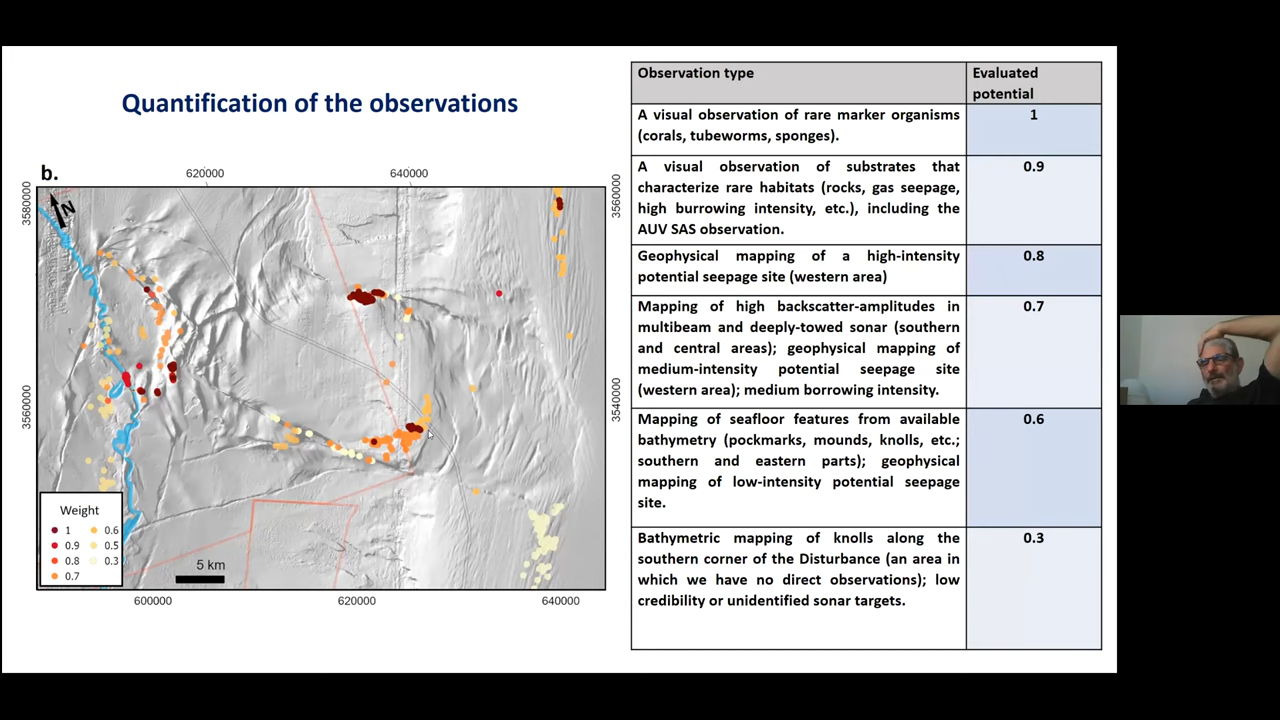 Quantification of the observations
b.
620000
640000
3580000
3560000
N
3560000
3540000
Weight
1
0.6
0.9
0.5
0.8
0.3
0.7
5 km
600000
620000
640000
Observation type
Evaluated
potential
A visual observation of rare marker organisms
(corals, tubeworms, sponges).
1
A visual observation of substrates that
characterize rare habitats (rocks, gas seepage,
high burrowing intensity, etc.), including the
AUV SAS observation.
0.9
Geophysical mapping of a high-intensity
potential seepage site (western area)
0.8
Mapping of high backscatter-amplitudes in
multibeam and deeply-towed sonar (southern
and central areas); geophysical mapping of
medium-intensity potential seepage site
(western area); medium borrowing intensity.
0.7
Mapping of seafloor features from available
bathymetry (pockmarks, mounds, knolls, etc.;
southern and eastern parts); geophysical
mapping of low-intensity potential seepage
site.
0.6
Bathymetric mapping of knolls along the
southern corner of the Disturbance (an area in
which we have no direct observations); low
credibility or unidentified sonar targets.
0.3